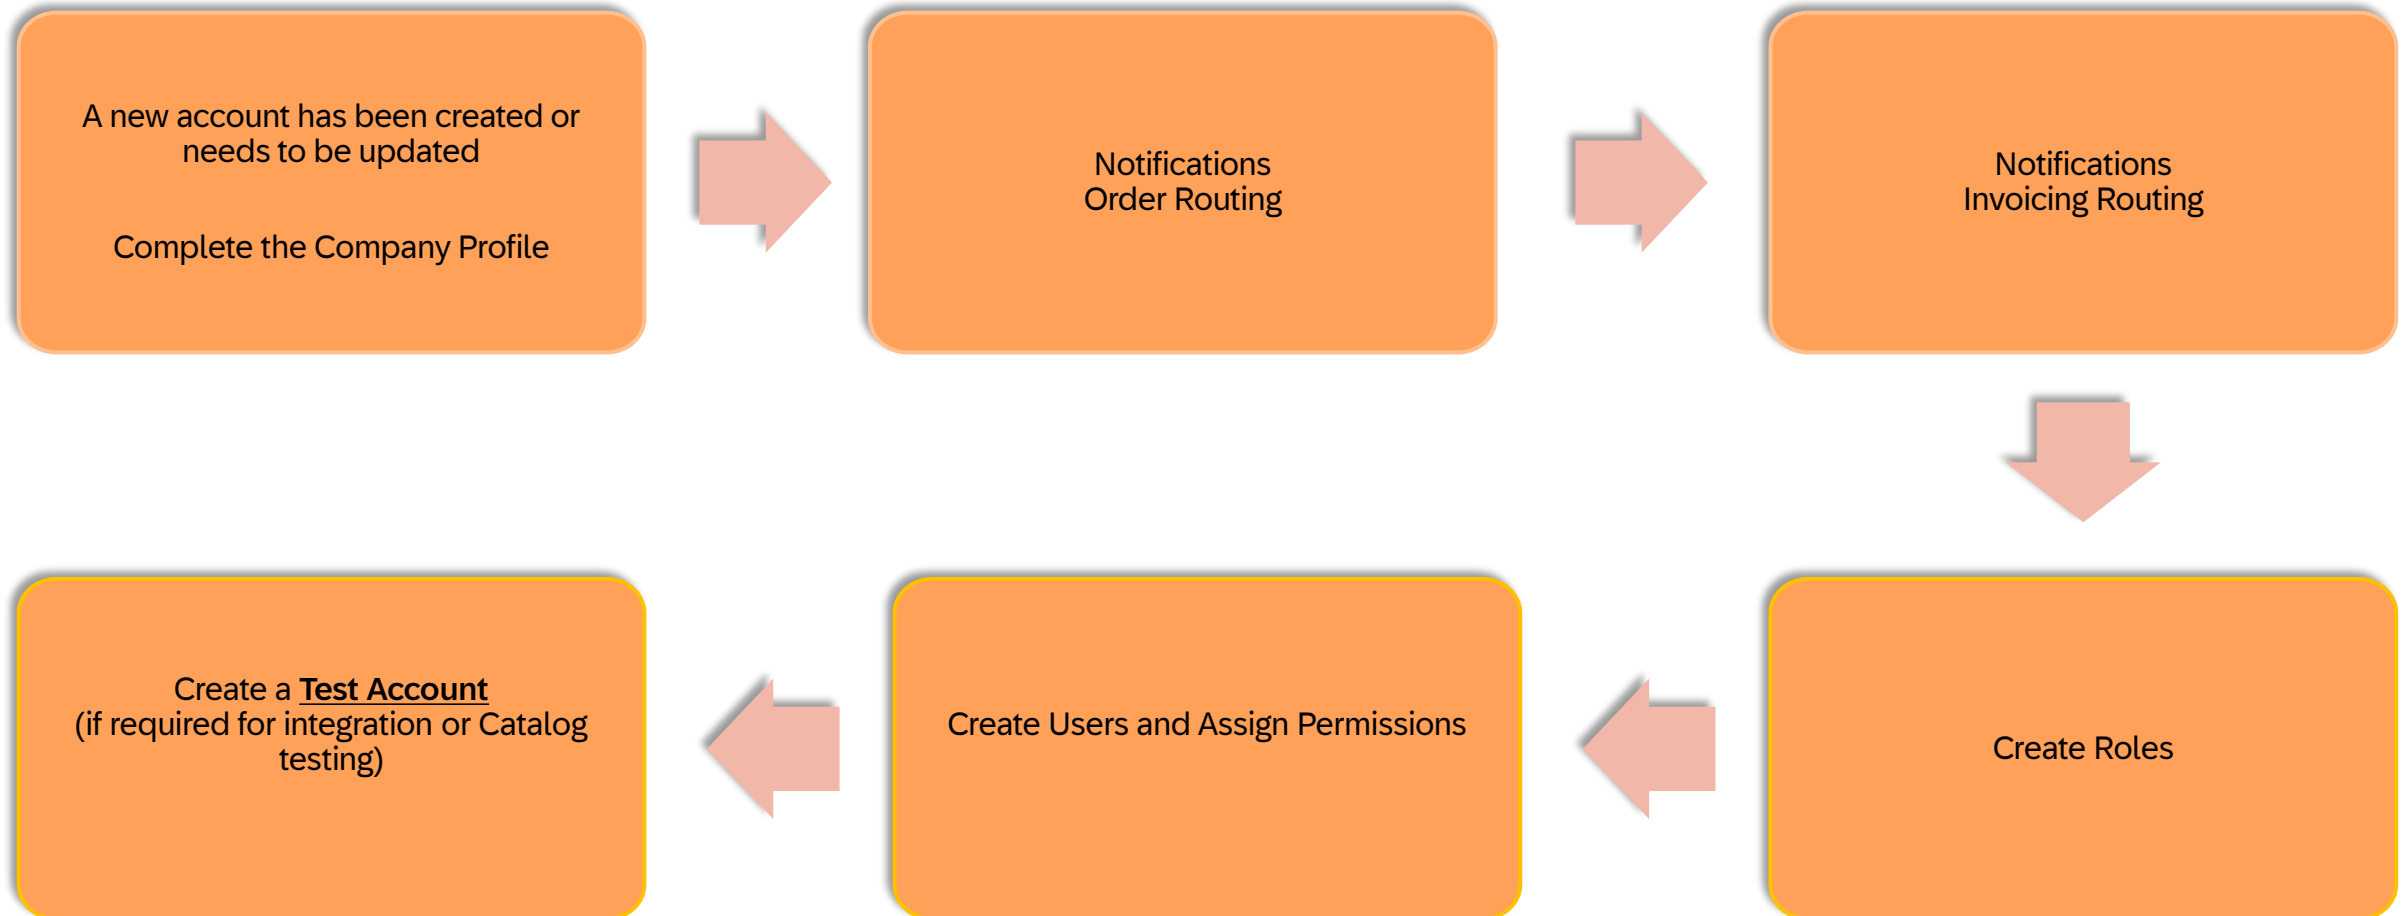 A new account has been created or
needs to be updated
Complete the Company Profile
Notifications
Order Routing
Notifications
Invoicing Routing
Create Roles
Create Users and Assign Permissions
Create a Test Account
(if required for integration or Catalog
testing)